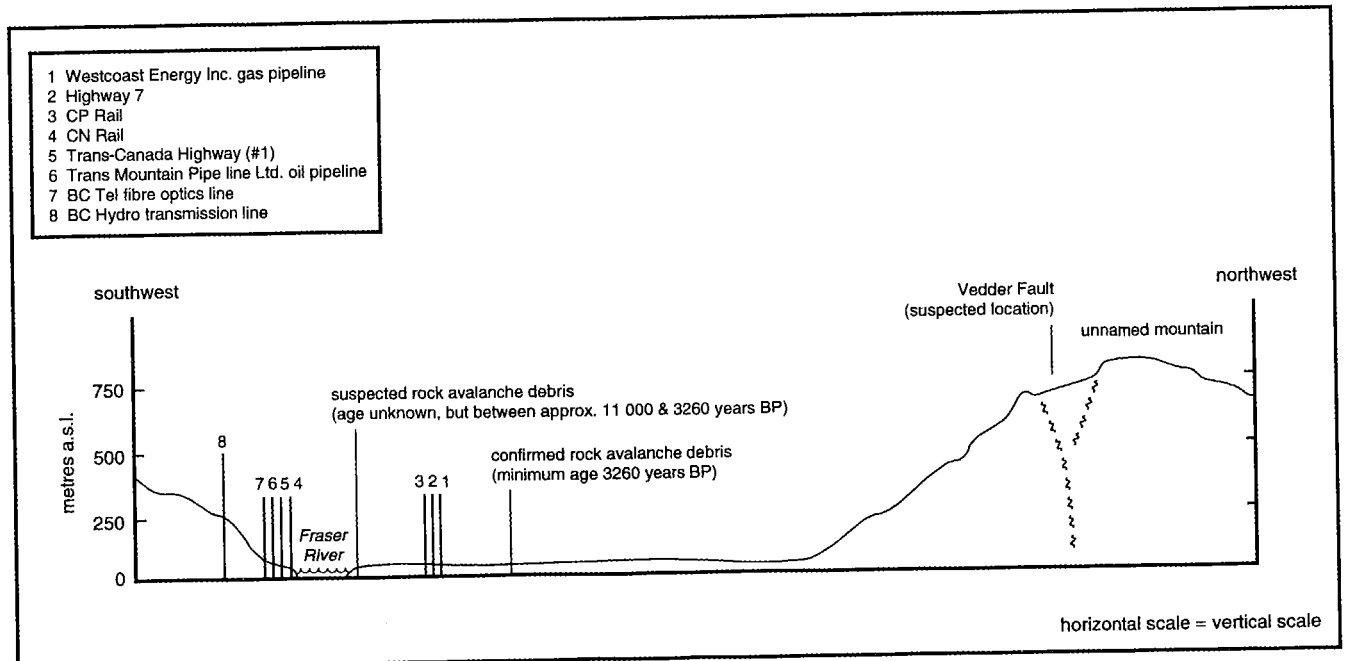 1 Westcoast Energy Inc. gas pipeline
2 Highway 7
3 CP Rail
4 CN Rail
5 Trans-Canada Highway (#1)
6 Trans Mountain Pipe line Ltd. oil pipeline
7 BC Tel fibre optics line
8 BC Hydro transmission line
southwest
northwest
Vedder Fault
(suspected location)
unnamed mountain
metres a.s.l.
750
500
250
0
suspected rock avalanche debris
(age unknown, but between approx. 11 000 & 3260 years BP)
confirmed rock avalanche debris
(minimum age 3260 years BP)
8
7 6 5 4
3 2 1
Fraser
River
horizontal scale = vertical scale